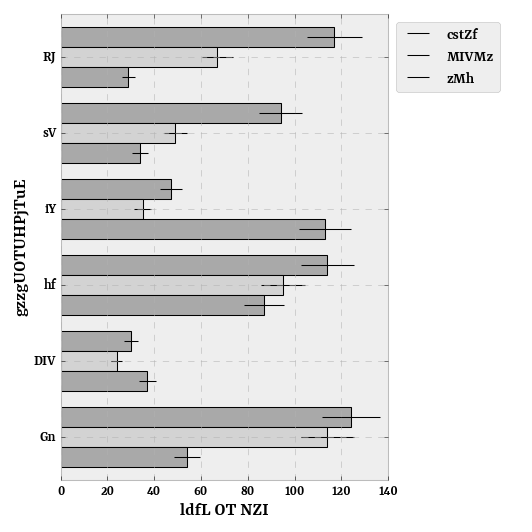 cstZf
MIVMz
zMh
RJ
sV
iY
hf
DIV
Gn
gzzgUOTUHPjTuE
0 20 40 60 80 100 120 140
ldfL OT NZI